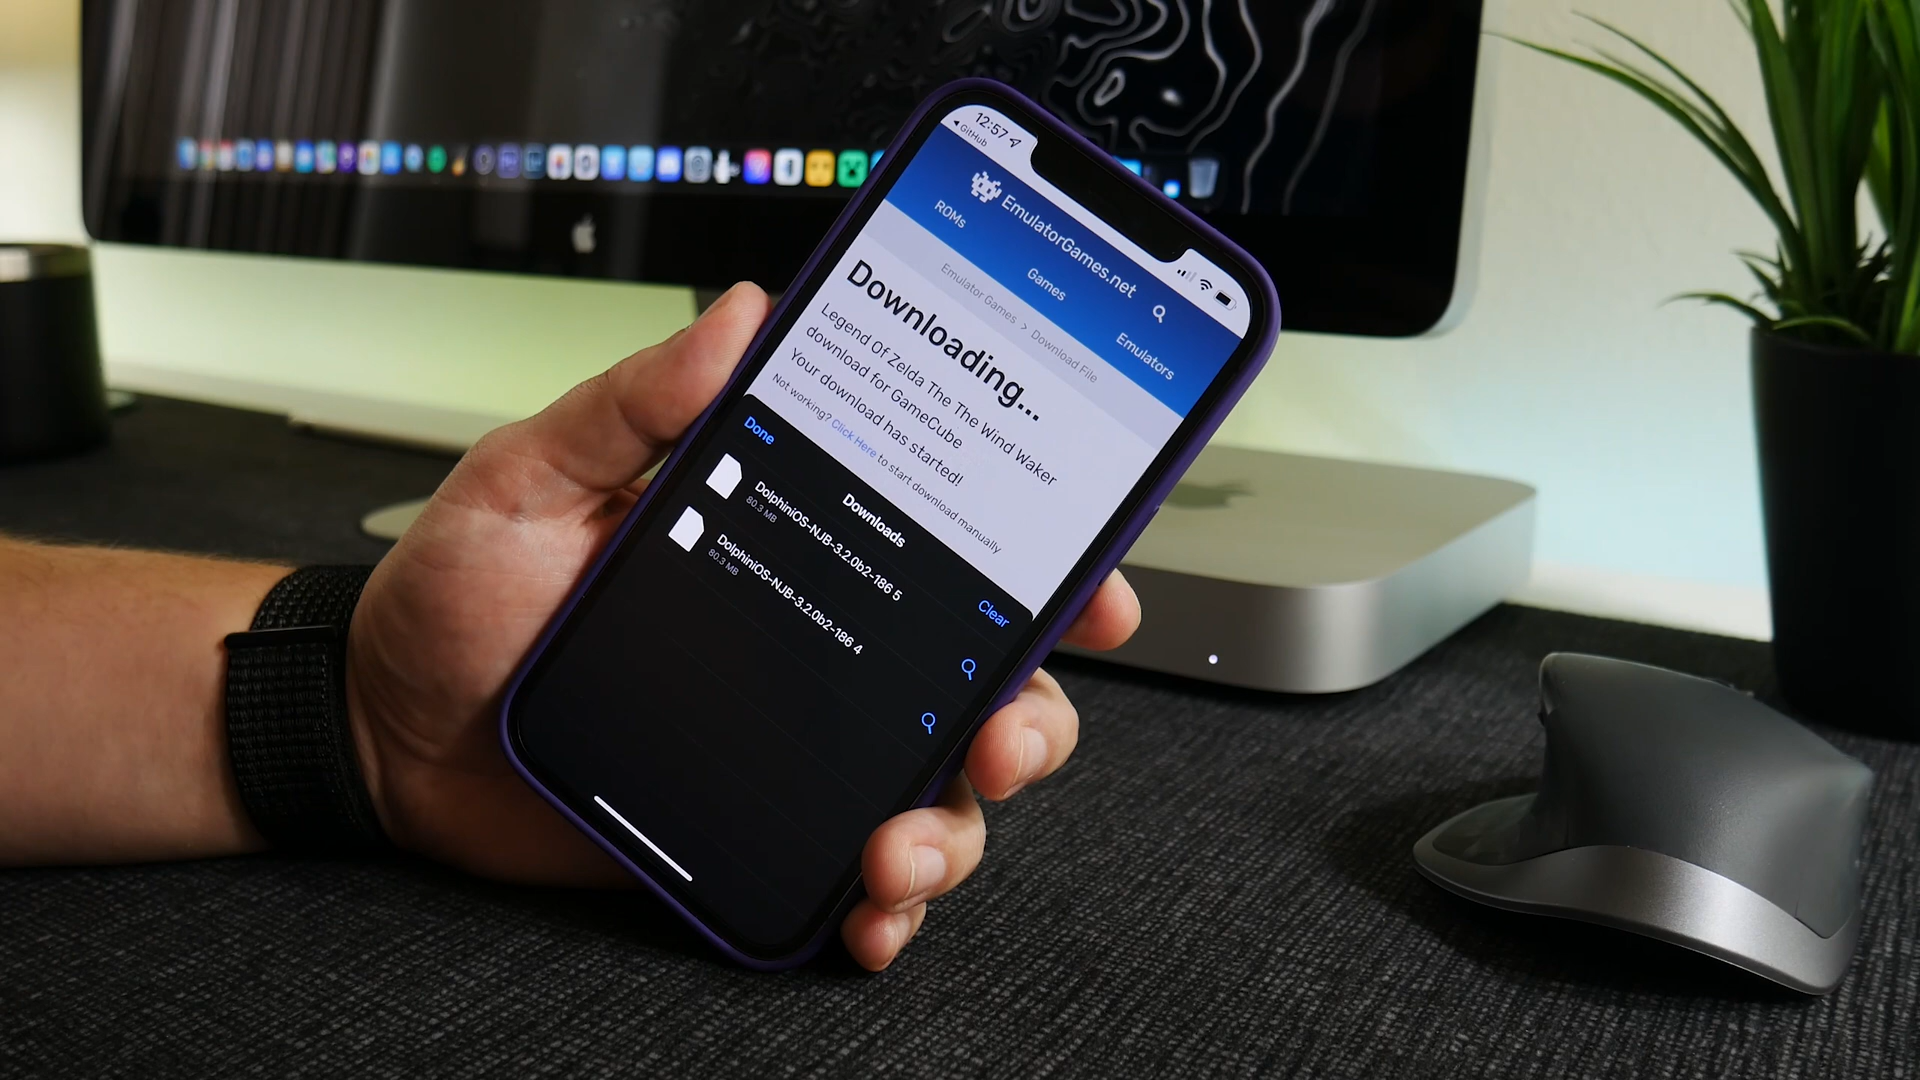 12:57
◀ GitHub
EmulatorGames.net
ROMs
Games
Emulators
Emulator Games > Download File
Downloading...
Legend Of Zelda The The Wind Waker
download for GameCube
Your download has started!
Not working? Click Here to start download manually
Done
Downloads
Clear
DolphiniOS-NJB-3.2.0b2-186 5
80.3 MB
DolphiniOS-NJB-3.2.0b2-186 4
80.3 MB